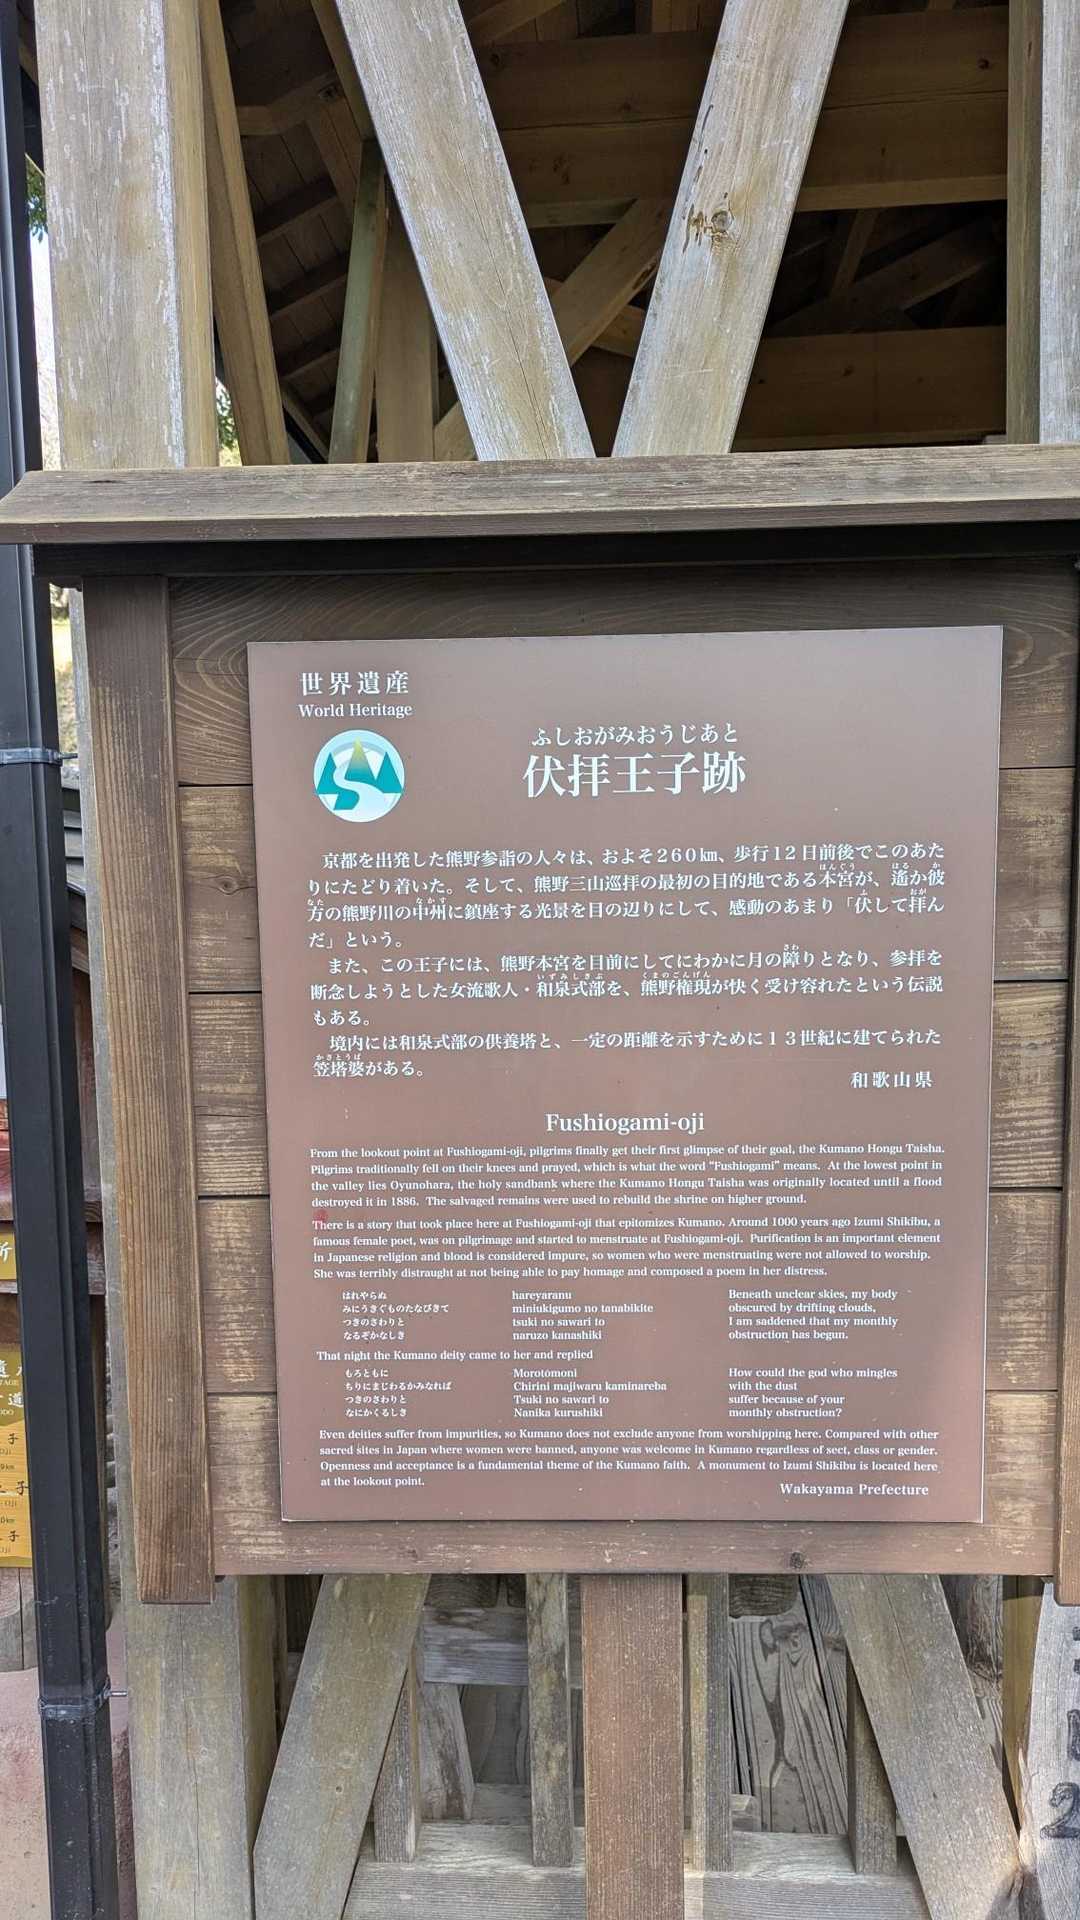 世界遺産
World Heritage
ふしおがみおうじあと
伏拝王子跡
京都を出発した熊野参詣の人々は、およそ260㎞、歩行12日前後でこのあた
りにたどり着いた。そして、熊野三山巡拝の最初の目的地である本宮が、遙か彼
方の熊野川の中州に鎮座する光景を目の辺りにして、感動のあまり「伏して拝ん
だ」という。
また、この王子には、熊野本宮を目前にしてにわかに月の障りとなり、参拝を
断念しようとした女流歌人・和泉式部を、熊野権現が快く受け容れたという伝説
もある。
境内には和泉式部の供養塔と、一定の距離を示すために13世紀に建てられた
笠塔婆がある。
和歌山県
Fushiogami-oji
From the lookout point at Fushiogami-oji, pilgrims finally get their first glimpse of their goal, the Kumano Hongu Taisha.
Pilgrims traditionally fell on their knees and prayed, which is what the word “Fushiogami” means. At the lowest point in
the valley lies Oyunohara, the holy sandbank where the Kumano Hongu Taisha was originally located until a flood
destroyed it in 1886. The salvaged remains were used to rebuild the shrine on higher ground.
There is a story that took place here at Fushiogami-oji that epitomizes Kumano. Around 1000 years ago Izumi Shikibu, a
famous female poet, was on pilgrimage and started to menstruate at Fushiogami-oji. Purification is an important element
in Japanese religion and blood is considered impure, so women who were menstruating were not allowed to worship.
She was terribly distraught at not being able to pay homage and composed a poem in her distress.
はれやらぬ hareyaranu Beneath unclear skies, my body
みにうきぐものたなびきて miniukigumo no tanabikite obscured by drifting clouds,
つきのさわりと tsuki no sawari to I am saddened that my monthly
なるぞかなしき naruzo kanashiki obstruction has begun.
That night the Kumano deity came to her and replied
もろともに Morotomoni How could the god who mingles
ちりにまじわるかみなれば Chirini majiwaru kaminareba with the dust
つきのさわりと Tsuki no sawari to suffer because of your
なにかくるしき Nanika kurushiki monthly obstruction?
Even deities suffer from impurities, so Kumano does not exclude anyone from worshipping here. Compared with other
sacred sites in Japan where women were banned, anyone was welcome in Kumano regardless of sect, class or gender.
Openness and acceptance is a fundamental theme of the Kumano faith. A monument to Izumi Shikibu is located here
at the lookout point.
Wakayama Prefecture